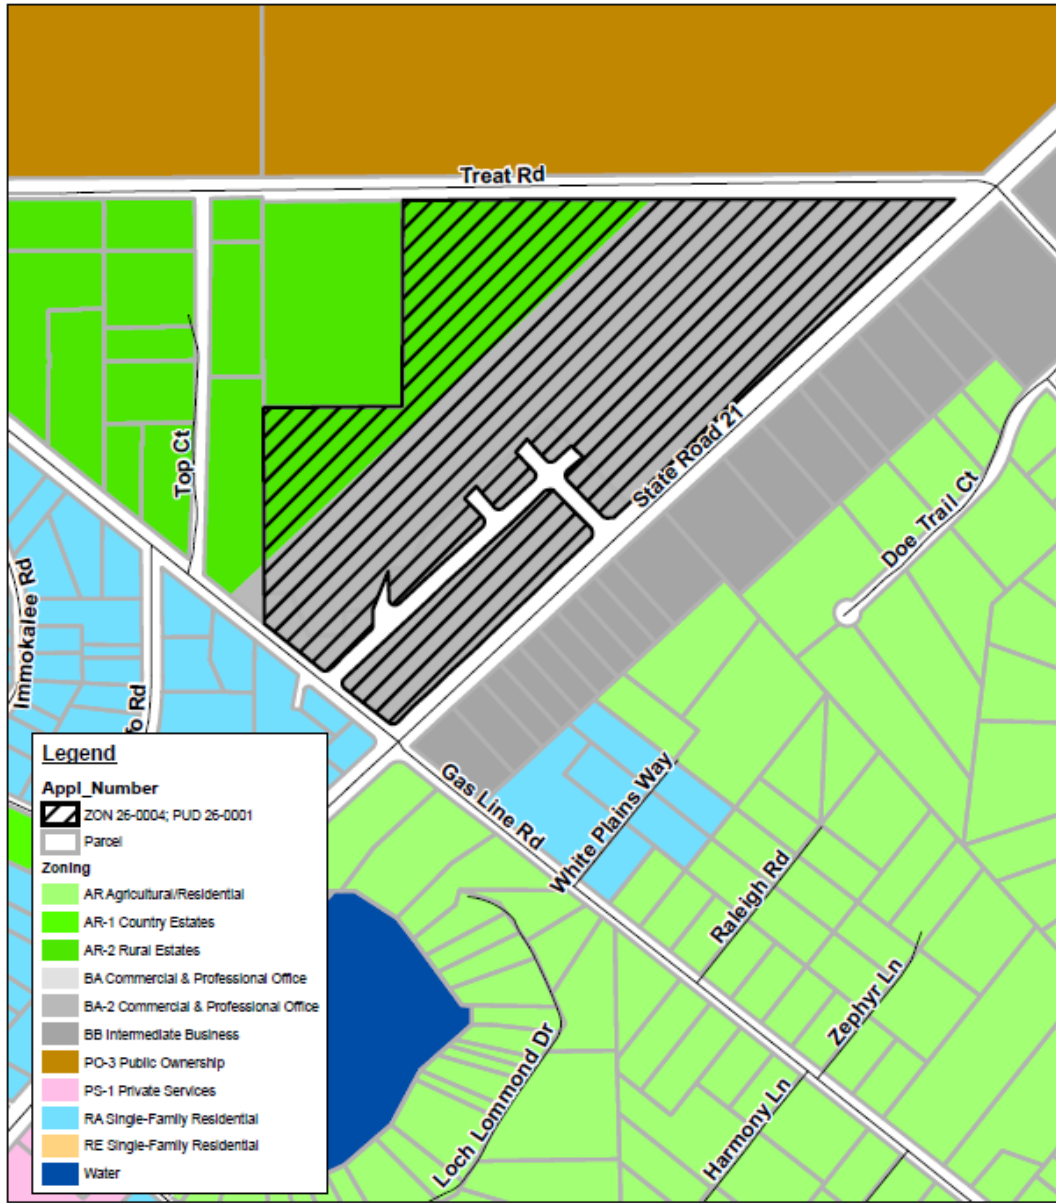 Treat Rd
State Road 21
Top Ct
Doe Trail Ct
Immokalee Rd
fo Rd
Gas Line Rd
White Plains Way
Raleigh Rd
Zephyr Ln
Loch Lommond Dr
Harmony Ln
Legend
Appl_Number
ZON 26-0004; PUD 26-0001
Parcel
Zoning
AR Agricultural/Residential
AR-1 Country Estates
AR-2 Rural Estates
BA Commercial & Professional Office
BA-2 Commercial & Professional Office
BB Intermediate Business
PO-3 Public Ownership
PS-1 Private Services
RA Single-Family Residential
RE Single-Family Residential
Water